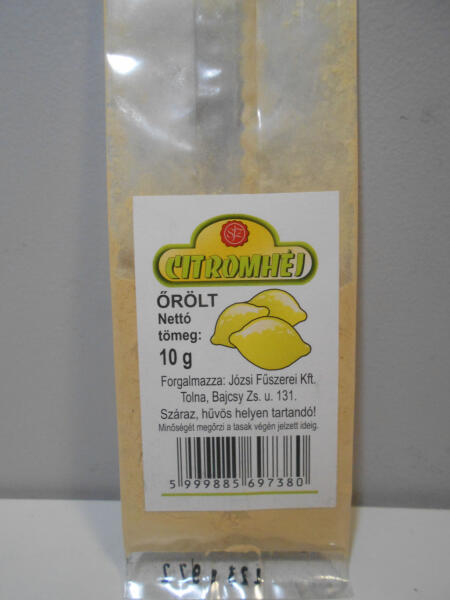 CITROMHÉJ
ŐRÖLT
Nettó
tömeg:
10 g
Forgalmazza: Józsi Fűszerei Kft.
Tolna, Bajcsy Zs. u. 131.
Száraz, hűvös helyen tartandó!
Minőségét megőrzi a tasak végén jelzett ideig.
5 999885 697380